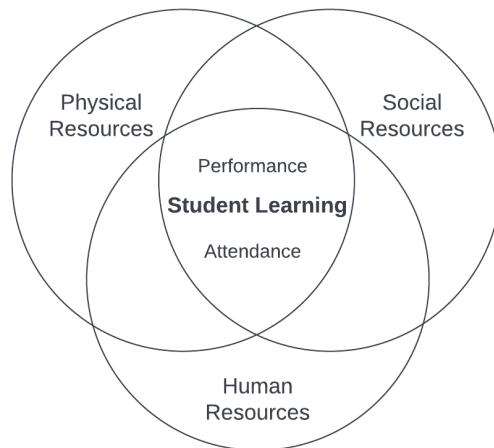 Physical
Resources
Social
Resources
Performance
Student Learning
Attendance
Human
Resources